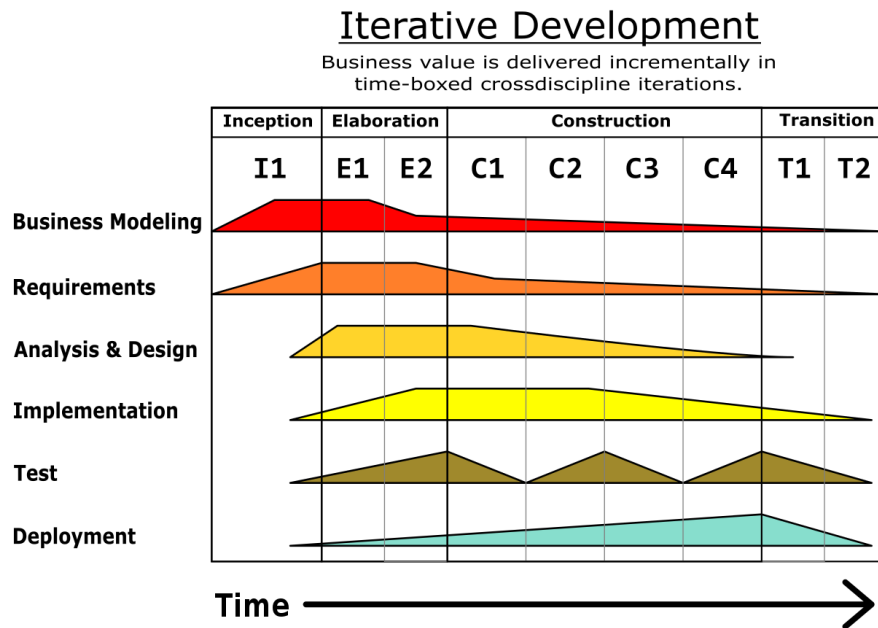 Iterative Development
Business value is delivered incrementally in
time-boxed crossdiscipline iterations.
Inception Elaboration Construction Transition
I1 E1 E2 C1 C2 C3 C4 T1 T2
Business Modeling
Requirements
Analysis & Design
Implementation
Test
Deployment
Time